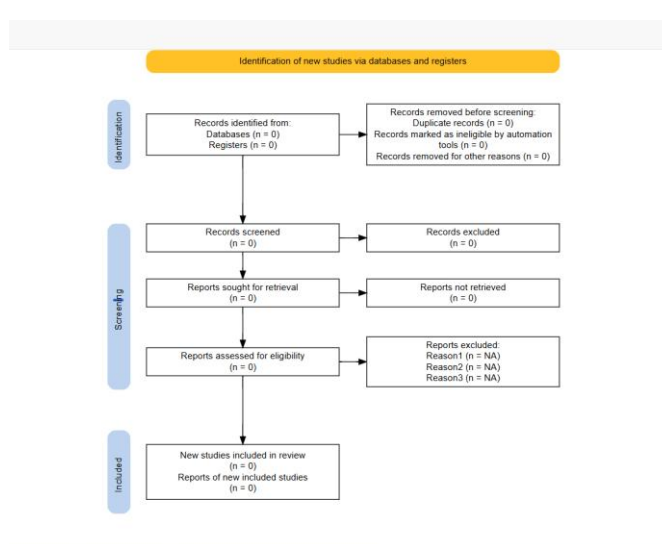 Identification of new studies via databases and registers
Identification
Records identified from:
Databases (n = 0)
Registers (n = 0)
Records removed before screening:
Duplicate records (n = 0)
Records marked as ineligible by automation
tools (n = 0)
Records removed for other reasons (n = 0)
Screening
Records screened
(n = 0)
Records excluded
(n = 0)
Reports sought for retrieval
(n = 0)
Reports not retrieved
(n = 0)
Reports assessed for eligibility
(n = 0)
Reports excluded:
Reason1 (n = NA)
Reason2 (n = NA)
Reason3 (n = NA)
Included
New studies included in review
(n = 0)
Reports of new included studies
(n = 0)